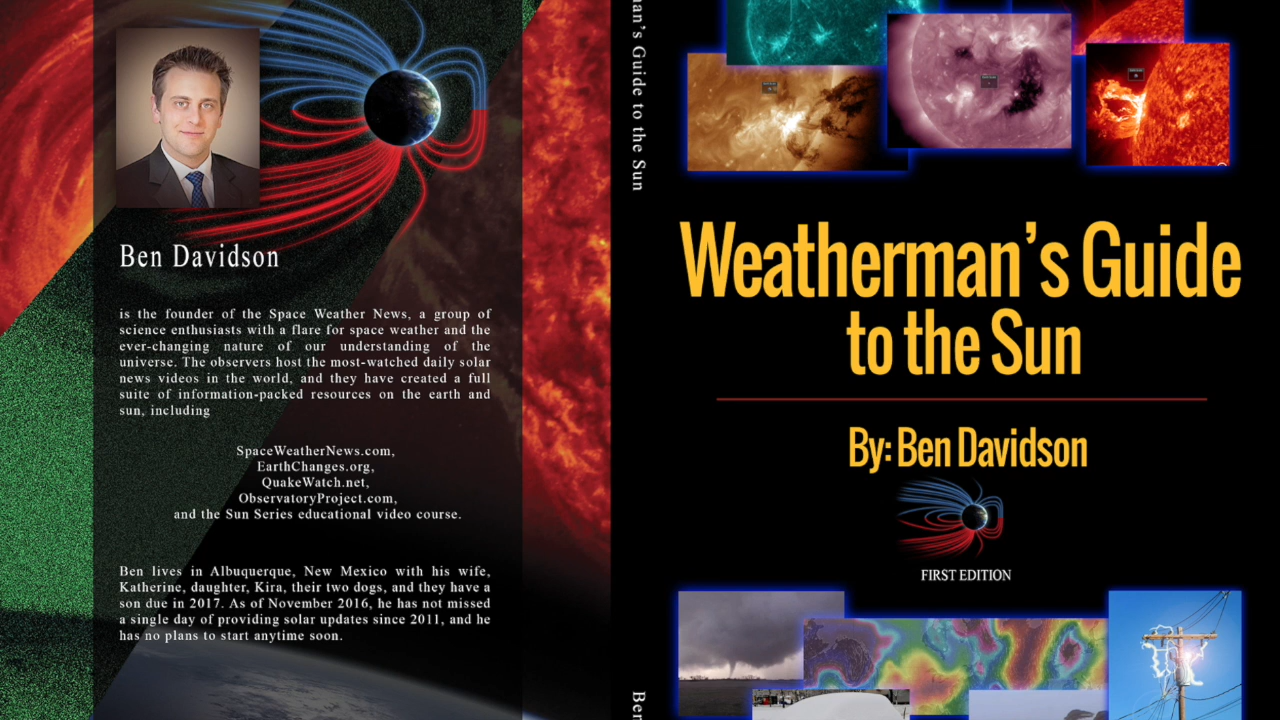 Ben Davidson
is the founder of the Space Weather News, a group of
science enthusiasts with a flare for space weather and the
ever-changing nature of our understanding of the
universe. The observers host the most-watched daily solar
news videos in the world, and they have created a full
suite of information-packed resources on the earth and
sun, including
SpaceWeatherNews.com,
EarthChanges.org,
QuakeWatch.net,
ObservatoryProject.com,
and the Sun Series educational video course.
Ben lives in Albuquerque, New Mexico with his wife,
Katherine, daughter, Kira, their two dogs, and they have a
son due in 2017. As of November 2016, he has not missed
a single day of providing solar updates since 2011, and he
has no plans to start anytime soon.
man's Guide to the Sun
Ben
Weatherman's Guide
to the Sun
By: Ben Davidson
FIRST EDITION